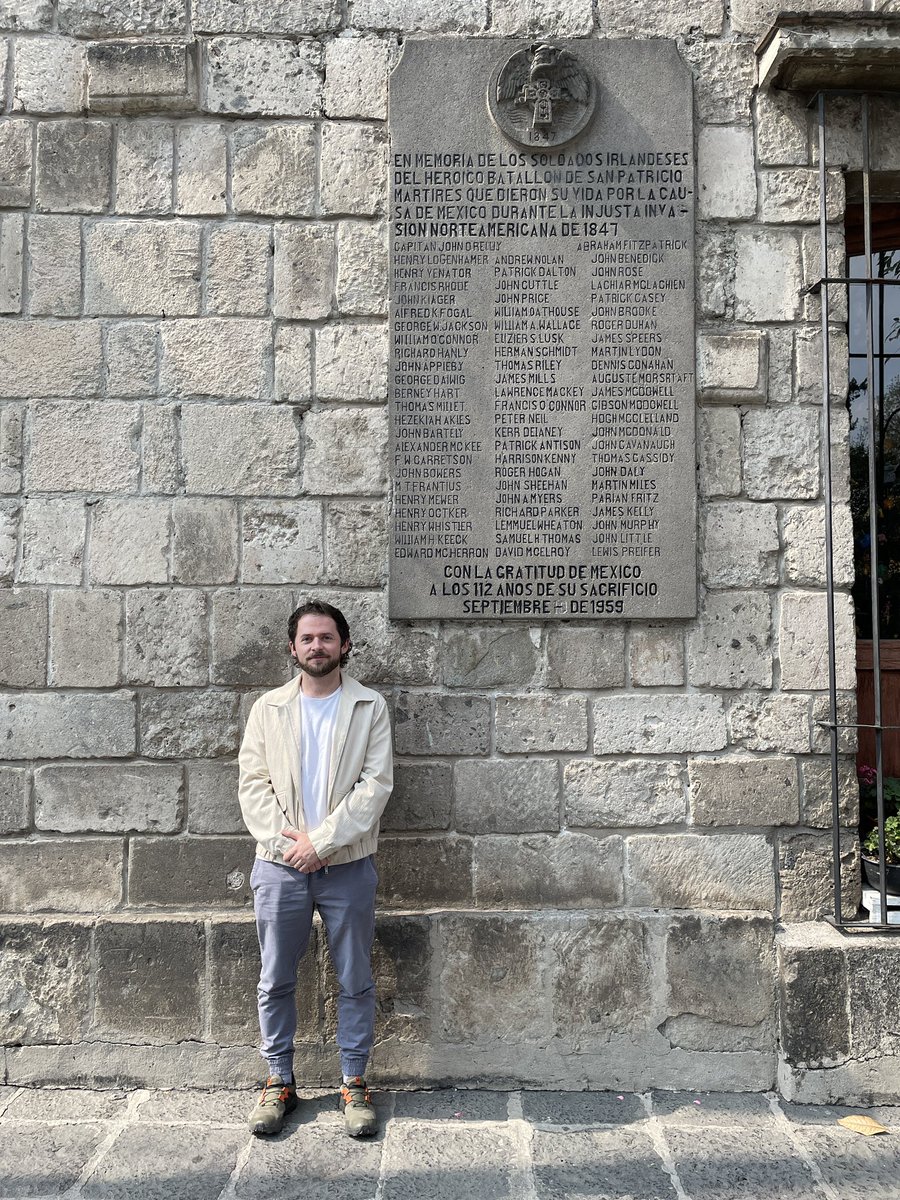 1847
EN MEMORIA DE LOS SOLDADOS IRLANDESES
DEL HEROICO BATALLON DE SAN PATRICIO
MARTIRES QUE DIERON SU VIDA POR LA CAU-
SA DE MEXICO DURANTE LA INJUSTA INVA-
SION NORTEAMERICANA DE 1847
CAPITAN JOHN O'REILLY ABRAHAM FITZPATRICK
HENRY LOGENHAMER ANDREW NOLAN JOHN BENEDICK
HENRY VENATOR PATRICK DALTON JOHN ROSE
FRANCIS RHODE JOHN CUTTLE LACHIAR McLACHEN
JOHN KLAGER JOHN PRICE PATRICK CASEY
ALFRED K. FOGAL WILLIAM OATHOUSE JOHN BROOKE
GEORGE W. JACKSON WILLIAM A. WALLACE ROGER DUHAN
WILLIAM O'CONNOR ELIZIER S. LUSK JAMES SPEERS
RICHARD HANLY HERMAN SCHMIDT MARTIN LYDON
JOHN APPLEBY THOMAS RILEY DENNIS CONAHAN
GEORGE DALWIG JAMES MILLS AUGUSTE MORSRTAFT
BERNEY HART LAWRENCE MACKEY JAMES McDOWELL
THOMAS MILLET FRANCIS O'CONNOR GIBSON McDOWELL
HEZEKIAH AKLES PETER NEIL HUGH McCLELLAND
JOHN BARTELY KERR DELANEY JOHN McDONALD
ALEXANDER McKEE PATRICK ANTISON JOHN CAVANAUGH
F.W. GARRETSON HARRISON KENNY THOMAS CASSIDY
JOHN BOWERS ROGER HOGAN JOHN DALY
M.T. FRANTIUS JOHN SHEEHAN MARTIN MILES
HENRY MEWER JOHN A. MYERS PARIAN FRITZ
HENRY OCTKER RICHARD PARKER JAMES KELLY
HENRY WHISTLER LEMMUEL WHEATON JOHN MURPHY
WILLIAM H. KEECK SAMUEL H. THOMAS JOHN LITTLE
EDWARD McHERRON DAVID McELROY LEWIS PREIFER
CON LA GRATITUD DE MEXICO
A LOS 112 AÑOS DE SU SACRIFICIO
SEPTIEMBRE - DE 1959